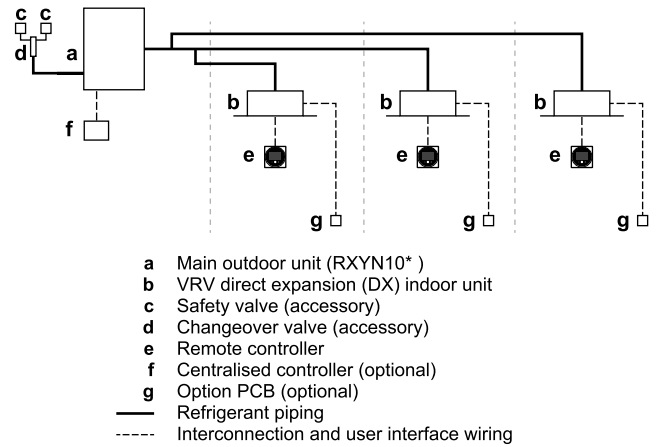 c c
d a
f
b b b
e e e
g g g
a Main outdoor unit (RXYN10* )
b VRV direct expansion (DX) indoor unit
c Safety valve (accessory)
d Changeover valve (accessory)
e Remote controller
f Centralised controller (optional)
g Option PCB (optional)
Refrigerant piping
Interconnection and user interface wiring